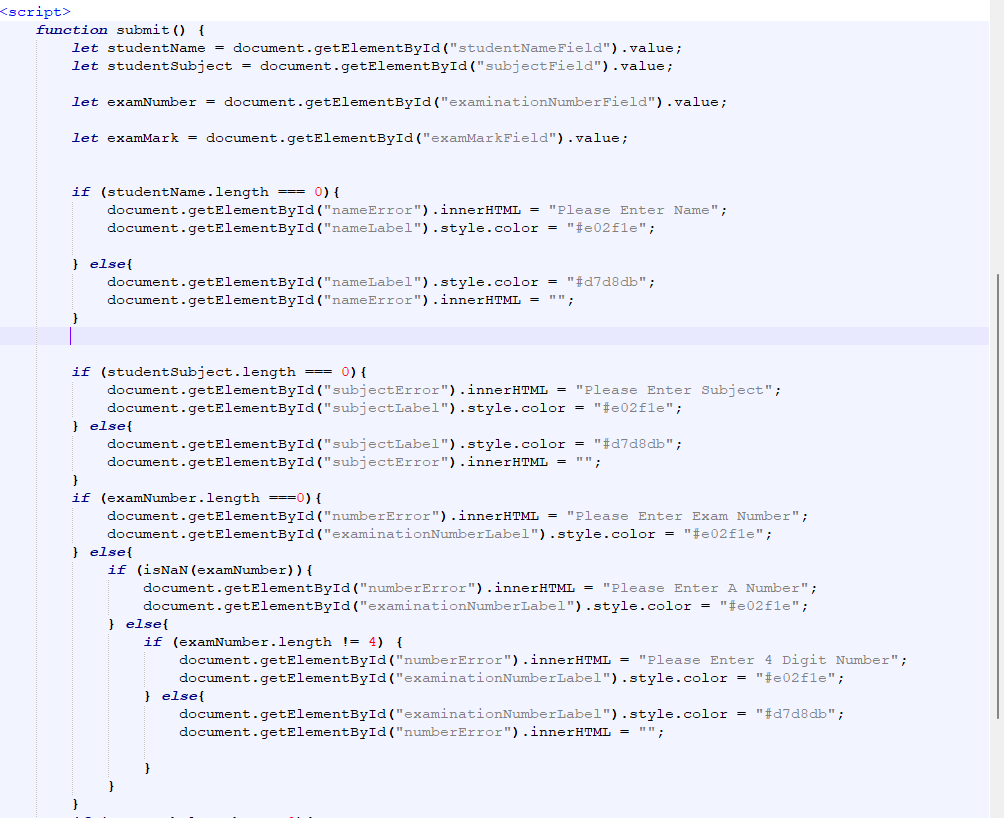 <script>
function submit() {
let studentName = document.getElementById("studentNameField").value;
let studentSubject = document.getElementById("subjectField").value;
let examNumber = document.getElementById("examinationNumberField").value;
let examMark = document.getElementById("examMarkField").value;
if (studentName.length === 0){
document.getElementById("nameError").innerHTML = "Please Enter Name";
document.getElementById("nameLabel").style.color = "#e02f1e";
} else{
document.getElementById("nameLabel").style.color = "#d7d8db";
document.getElementById("nameError").innerHTML = "";
}
if (studentSubject.length === 0){
document.getElementById("subjectError").innerHTML = "Please Enter Subject";
document.getElementById("subjectLabel").style.color = "#e02f1e";
} else{
document.getElementById("subjectLabel").style.color = "#d7d8db";
document.getElementById("subjectError").innerHTML = "";
}
if (examNumber.length ===0){
document.getElementById("numberError").innerHTML = "Please Enter Exam Number";
document.getElementById("examinationNumberLabel").style.color = "#e02f1e";
} else{
if (isNaN(examNumber)){
document.getElementById("numberError").innerHTML = "Please Enter A Number";
document.getElementById("examinationNumberLabel").style.color = "#e02f1e";
} else{
if (examNumber.length != 4) {
document.getElementById("numberError").innerHTML = "Please Enter 4 Digit Number";
document.getElementById("examinationNumberLabel").style.color = "#e02f1e";
} else{
document.getElementById("examinationNumberLabel").style.color = "#d7d8db";
document.getElementById("numberError").innerHTML = "";
}
}
}